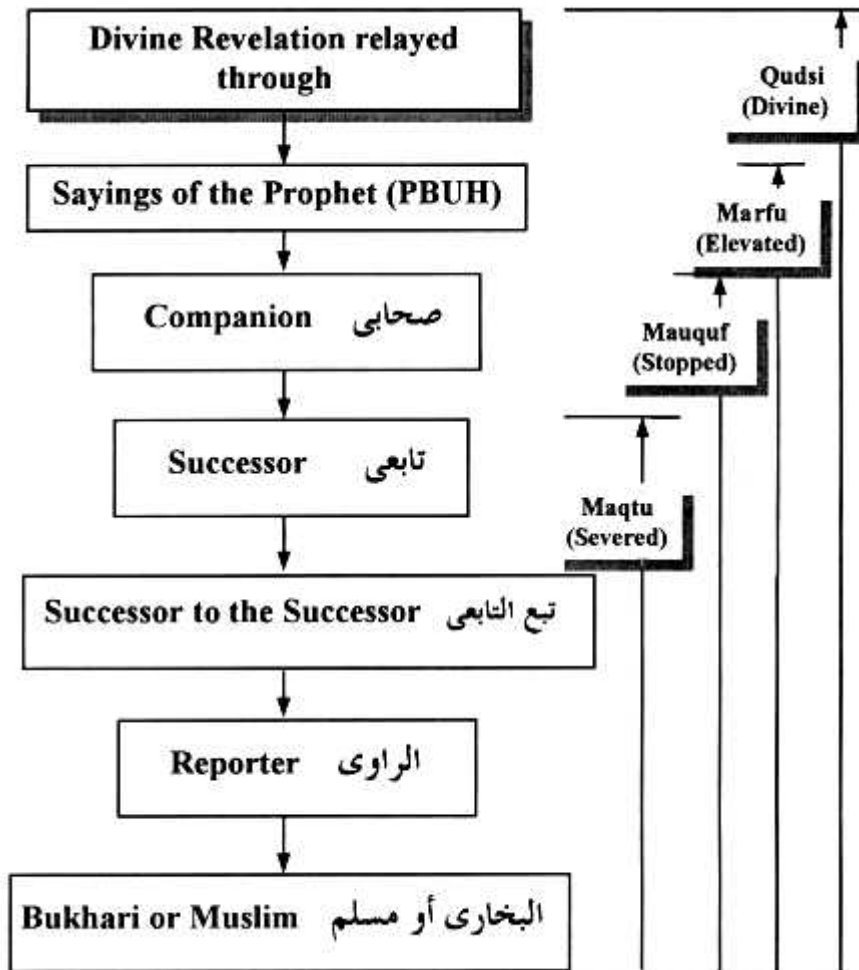 Divine Revelation relayed
through
Sayings of the Prophet (PBUH)
Companion صحابى
Successor تابعى
Successor to the Successor تبع التابعى
Reporter الراوى
Bukhari or Muslim البخارى أو مسلم
Qudsi
(Divine)
Marfu
(Elevated)
Mauquf
(Stopped)
Maqtu
(Severed)